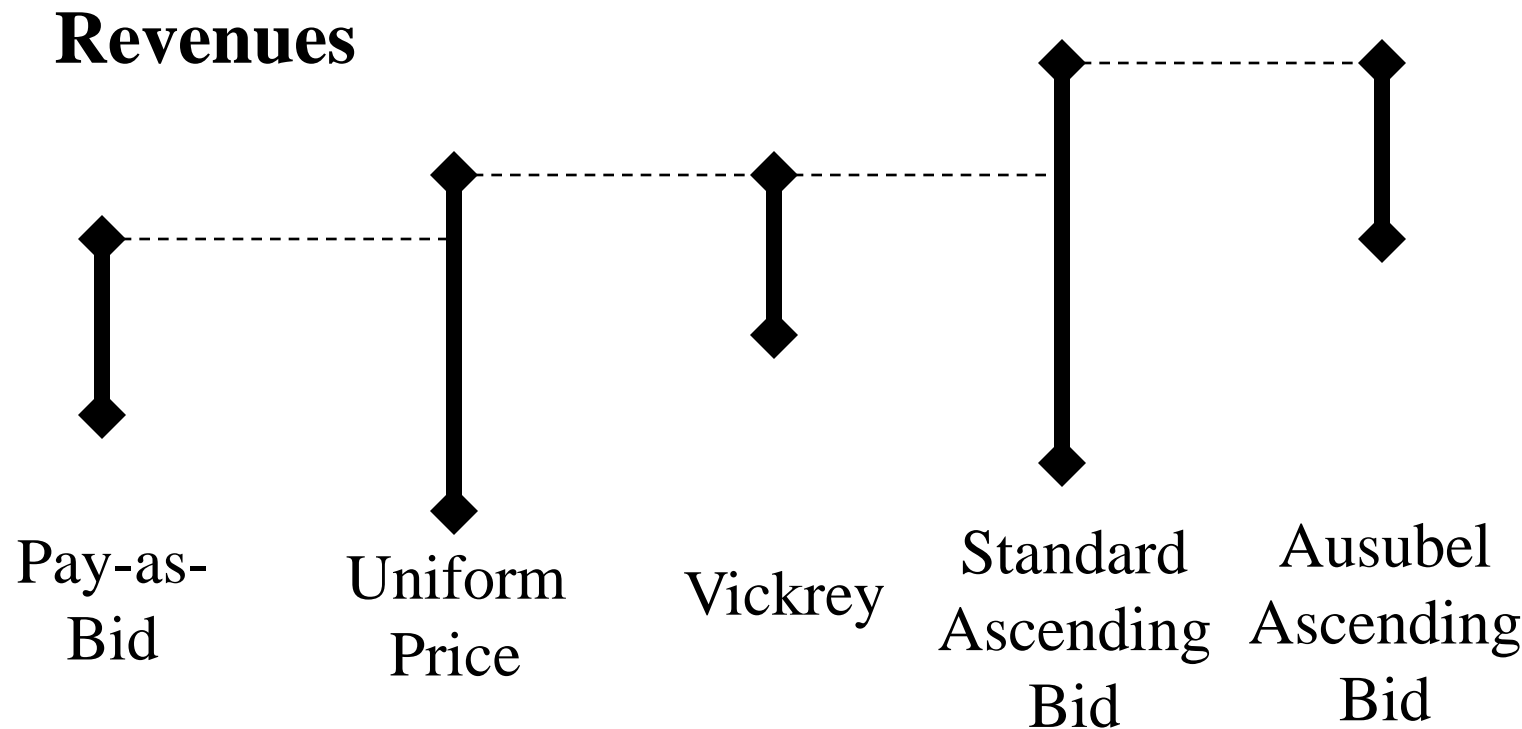 Revenues
Pay-as-
Bid
Uniform
Price
Vickrey
Standard
Ascending
Bid
Ausubel
Ascending
Bid